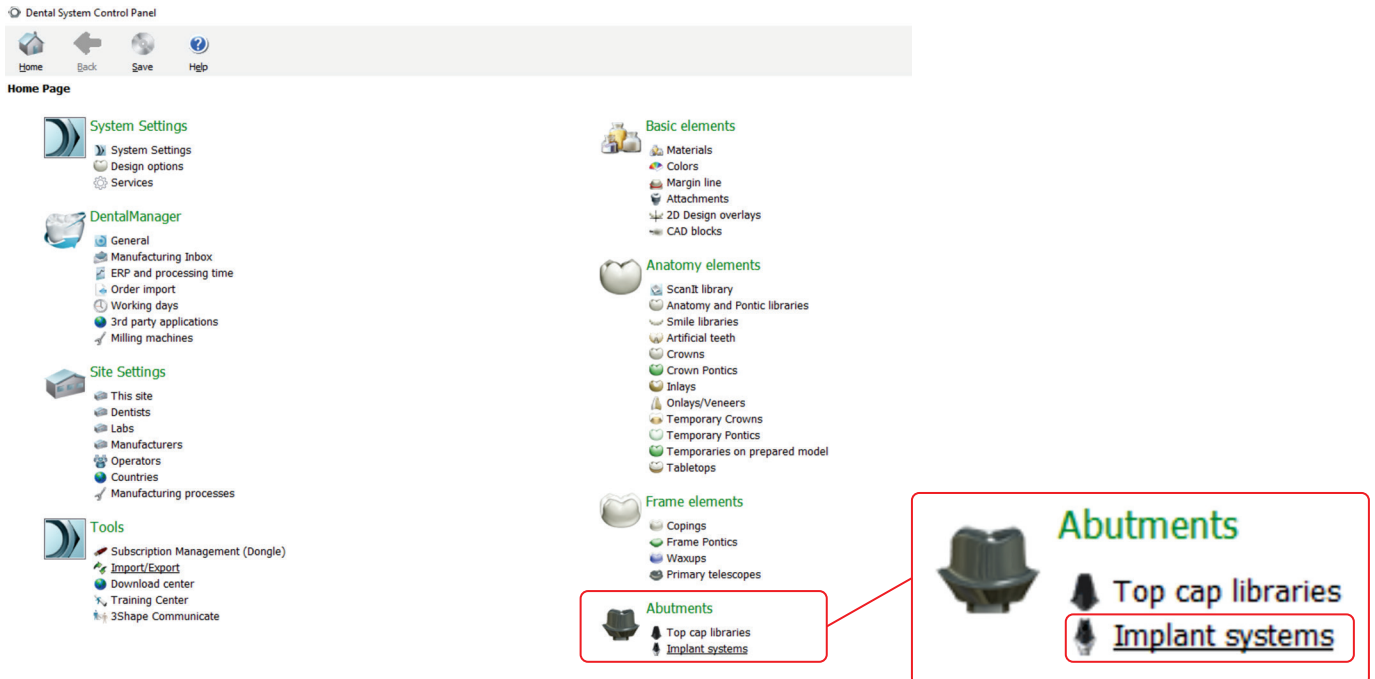 Dental System Control Panel
Home Back Save Help
Home Page
System Settings
System Settings
Design options
Services
DentalManager
General
Manufacturing Inbox
ERP and processing time
Order import
Working days
3rd party applications
Milling machines
Site Settings
This site
Dentists
Labs
Manufacturers
Operators
Countries
Manufacturing processes
Tools
Subscription Management (Dongle)
Import/Export
Download center
Training Center
3Shape Communicate
Basic elements
Materials
Colors
Margin line
Attachments
2D Design overlays
CAD blocks
Anatomy elements
ScanIt library
Anatomy and Pontic libraries
Smile libraries
Artificial teeth
Crowns
Crown Pontics
Inlays
Onlays/Veneers
Temporary Crowns
Temporary Pontics
Temporaries on prepared model
Tabletops
Frame elements
Copings
Frame Pontics
Waxups
Primary telescopes
Abutments
Top cap libraries
Implant systems
Abutments
Top cap libraries
Implant systems